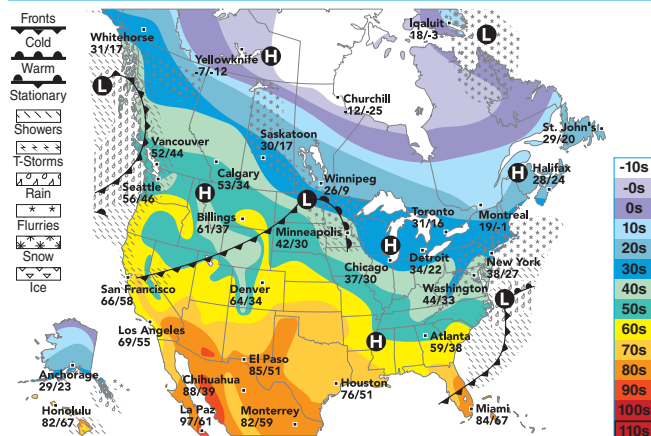 Fronts
Cold
Warm
Stationary
Showers
T-Storms
Rain
Flurries
Snow
Ice
Whitehorse
31/17
Yellowknife
-7/-12
H
Iqaluit
18/-3
L
L
Churchill
-12/-25
St. John's
29/20
Vancouver
52/44
Saskatoon
30/17
Calgary
53/34
Winnipeg
26/9
H
Halifax
28/24
Seattle
56/46
H
L
Billings
61/37
Minneapolis
42/30
Toronto
31/16
Montreal
19/-1
H
Detroit
34/22
Chicago
37/30
New York
38/27
Washington
44/33
San Francisco
66/58
Denver
64/34
L
Los Angeles
69/55
H
Atlanta
59/38
El Paso
85/51
Anchorage
29/23
Chihuahua
88/39
Houston
76/51
Honolulu
82/67
La Paz
97/61
Monterrey
82/59
Miami
84/67
-10s
-0s
0s
10s
20s
30s
40s
50s
60s
70s
80s
90s
100s
110s